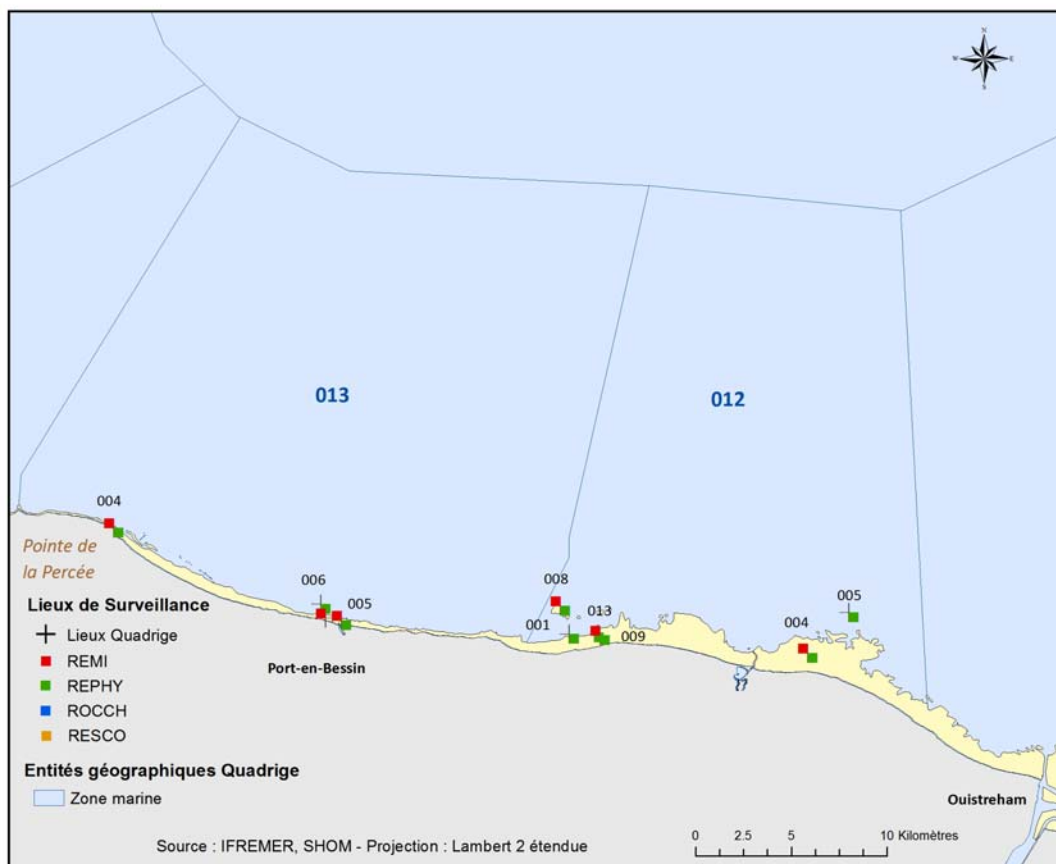 N
W
E
S
013
012
004
Pointe de
la Percée
006
005
Port-en-Bessin
008
001
013
009
004
005
Ouistreham
Lieux de Surveillance
Lieux Quadrige
REMI
REPHY
ROCCH
RESCO
Entités géographiques Quadrige
Zone marine
Source : IFREMER, SHOM - Projection : Lambert 2 étendue
0 2.5 5 10 Kilomètres